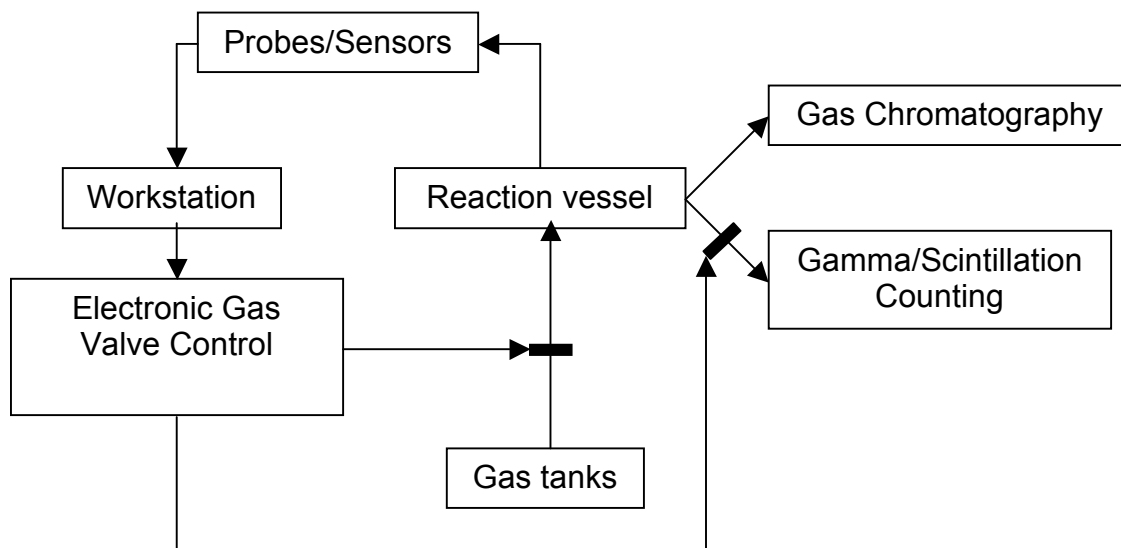 Probes/Sensors
Gas Chromatography
Workstation
Reaction vessel
Gamma/Scintillation
Counting
Electronic Gas
Valve Control
Gas tanks